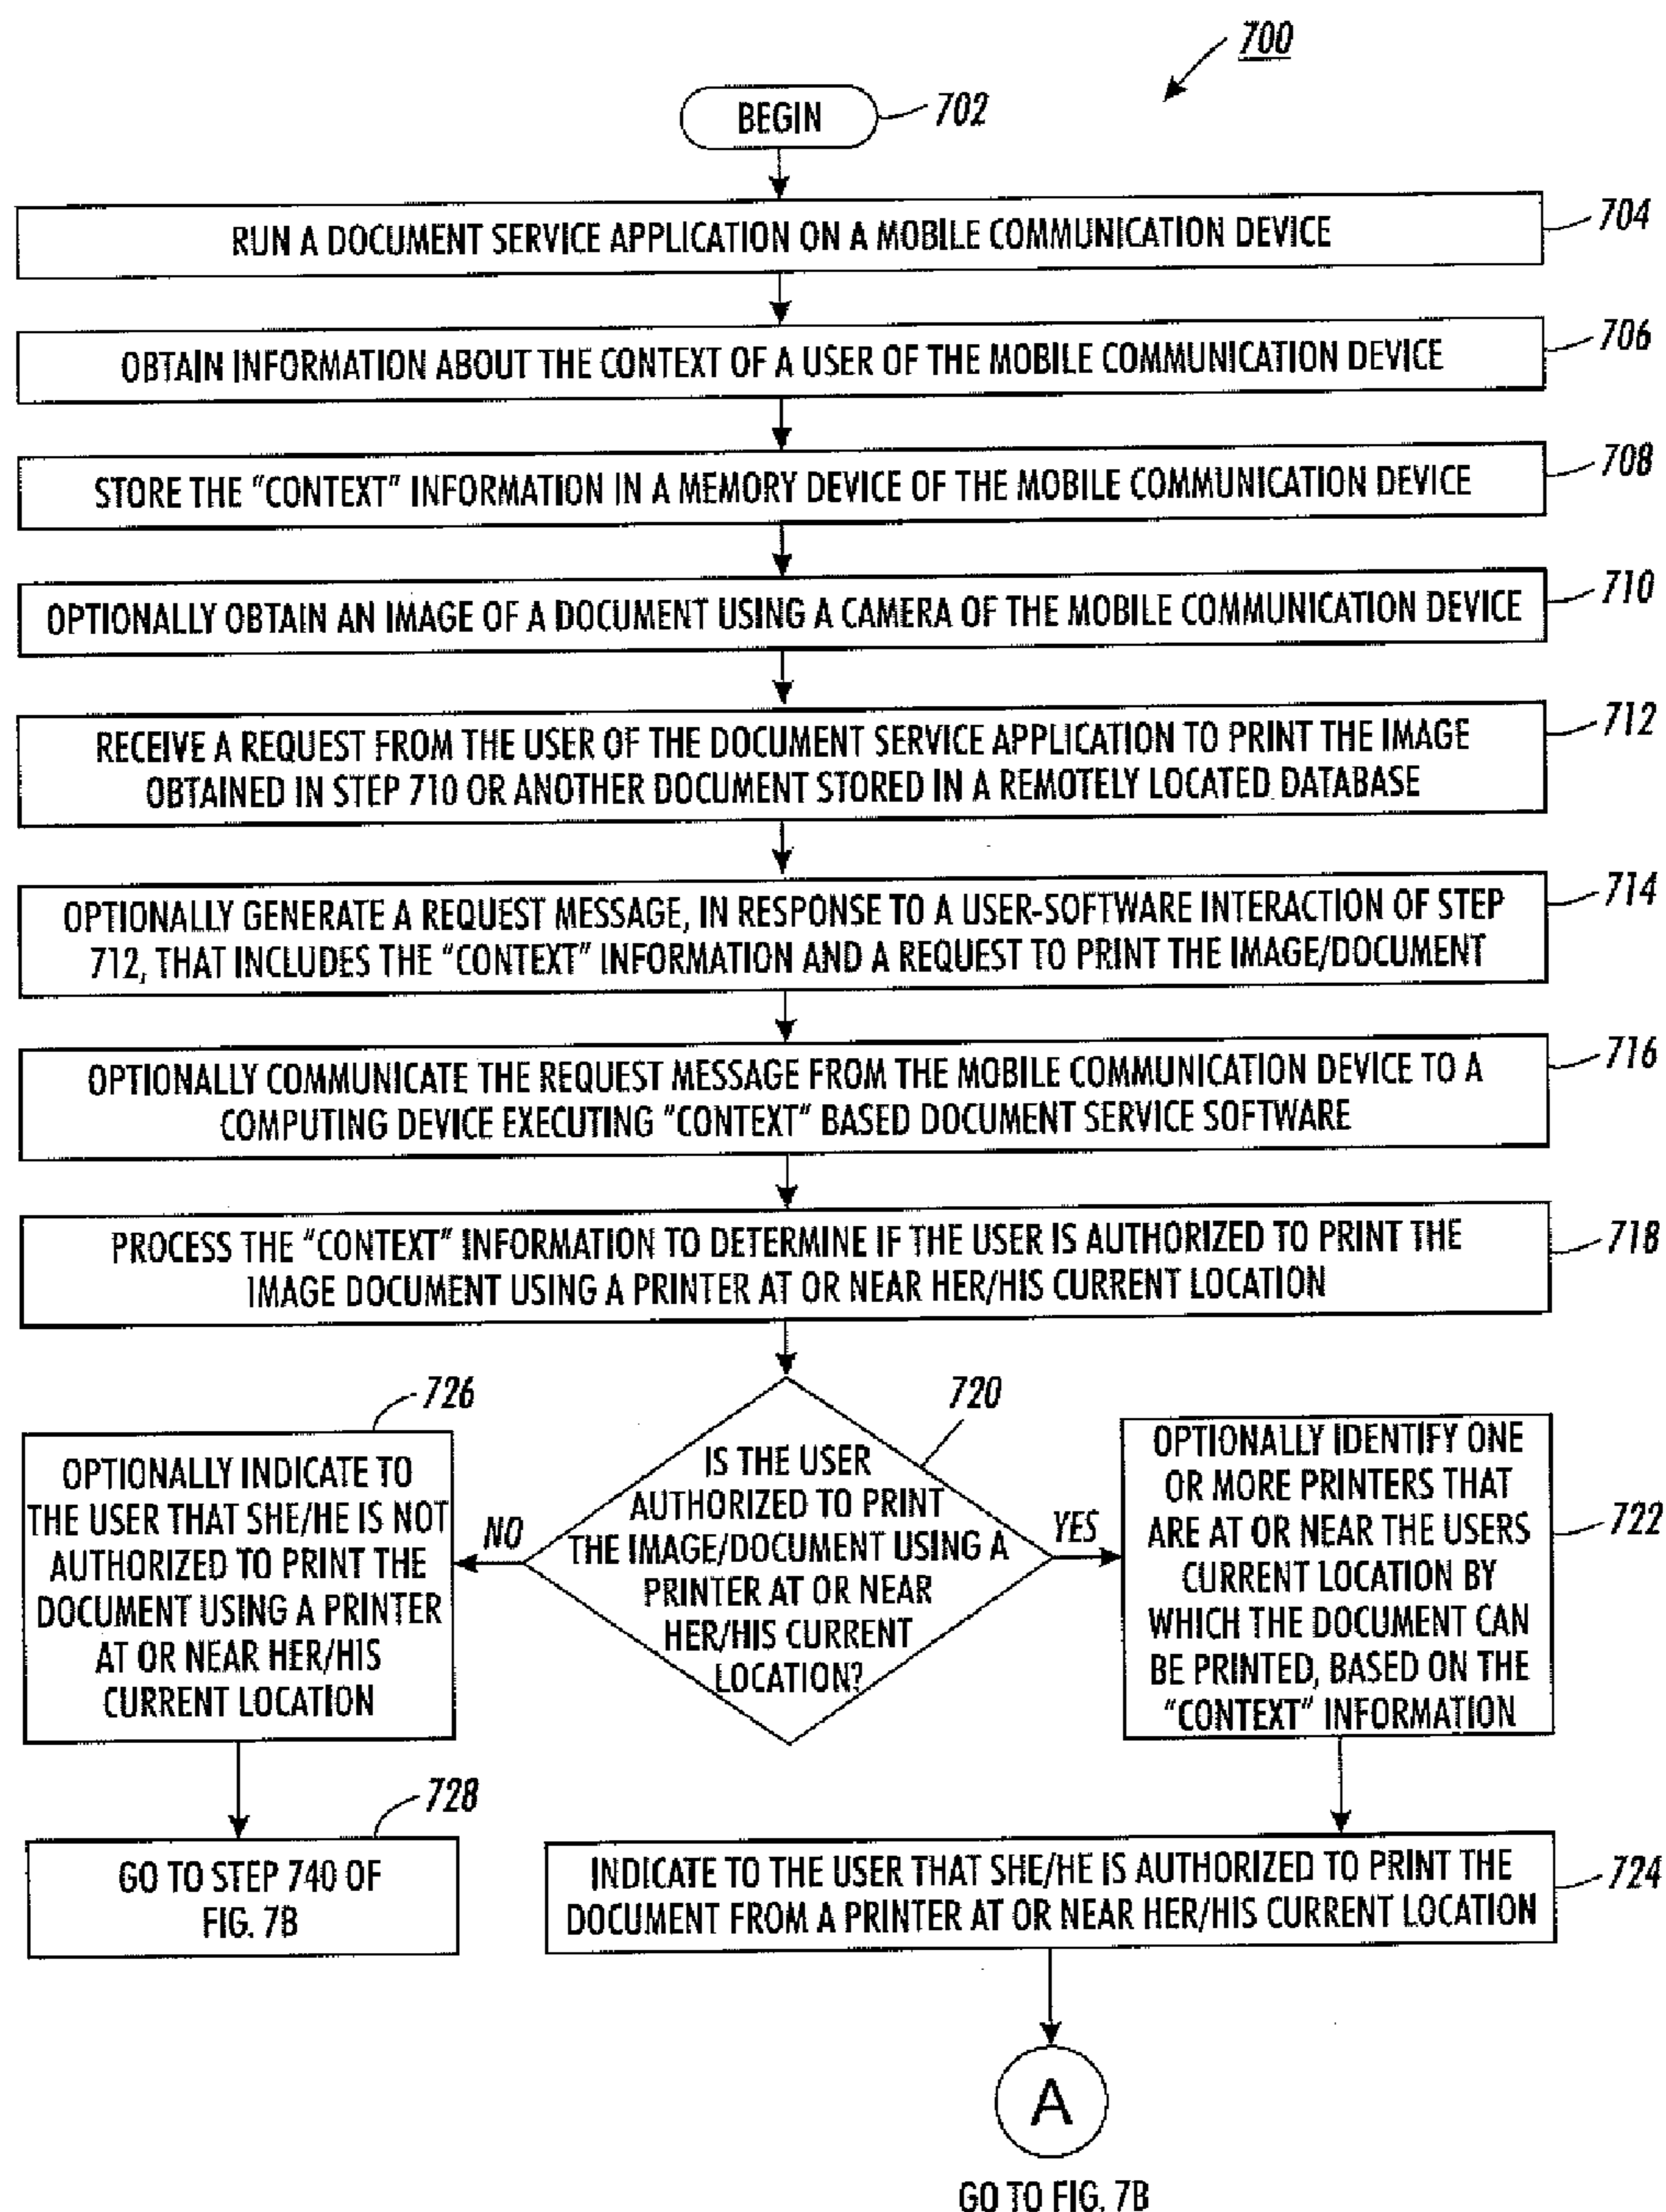 700
BEGIN
702
RUN A DOCUMENT SERVICE APPLICATION ON A MOBILE COMMUNICATION DEVICE
704
OBTAIN INFORMATION ABOUT THE CONTEXT OF A USER OF THE MOBILE COMMUNICATION DEVICE
706
STORE THE "CONTEXT" INFORMATION IN A MEMORY DEVICE OF THE MOBILE COMMUNICATION DEVICE
708
OPTIONALLY OBTAIN AN IMAGE OF A DOCUMENT USING A CAMERA OF THE MOBILE COMMUNICATION DEVICE
710
RECEIVE A REQUEST FROM THE USER OF THE DOCUMENT SERVICE APPLICATION TO PRINT THE IMAGE
OBTAINED IN STEP 710 OR ANOTHER DOCUMENT STORED IN A REMOTELY LOCATED DATABASE
712
OPTIONALLY GENERATE A REQUEST MESSAGE, IN RESPONSE TO A USER-SOFTWARE INTERACTION OF STEP
712, THAT INCLUDES THE "CONTEXT" INFORMATION AND A REQUEST TO PRINT THE IMAGE/DOCUMENT
714
OPTIONALLY COMMUNICATE THE REQUEST MESSAGE FROM THE MOBILE COMMUNICATION DEVICE TO A
COMPUTING DEVICE EXECUTING "CONTEXT" BASED DOCUMENT SERVICE SOFTWARE
716
PROCESS THE "CONTEXT" INFORMATION TO DETERMINE IF THE USER IS AUTHORIZED TO PRINT THE
IMAGE DOCUMENT USING A PRINTER AT OR NEAR HER/HIS CURRENT LOCATION
718
726
OPTIONALLY INDICATE TO
THE USER THAT SHE/HE IS NOT
AUTHORIZED TO PRINT THE
DOCUMENT USING A PRINTER
AT OR NEAR HER/HIS
CURRENT LOCATION
NO
720
IS THE USER
AUTHORIZED TO PRINT
THE IMAGE/DOCUMENT USING A
PRINTER AT OR NEAR
HER/HIS CURRENT
LOCATION?
YES
OPTIONALLY IDENTIFY ONE
OR MORE PRINTERS THAT
ARE AT OR NEAR THE USERS
CURRENT LOCATION BY
WHICH THE DOCUMENT CAN
BE PRINTED, BASED ON THE
"CONTEXT" INFORMATION
722
728
GO TO STEP 740 OF
FIG. 7B
INDICATE TO THE USER THAT SHE/HE IS AUTHORIZED TO PRINT THE
DOCUMENT FROM A PRINTER AT OR NEAR HER/HIS CURRENT LOCATION
724
A
GO TO FIG. 7B